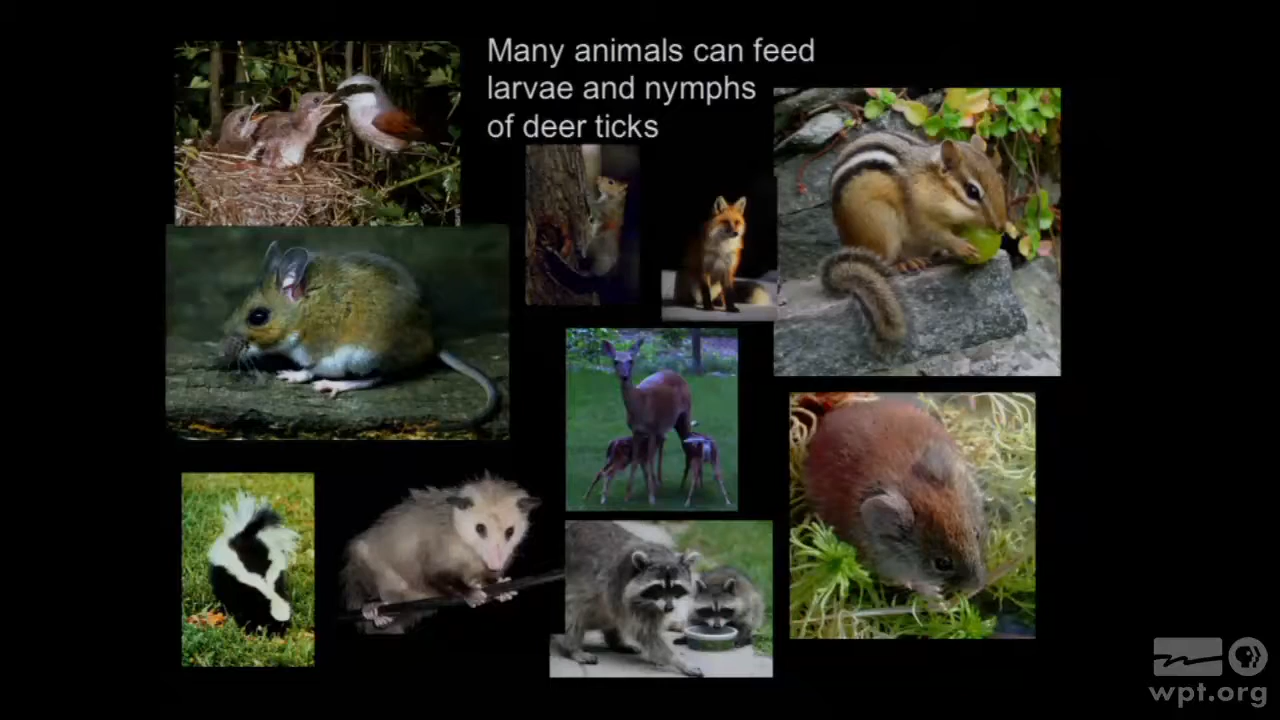 Many animals can feed
larvae and nymphs
of deer ticks
wpt.org